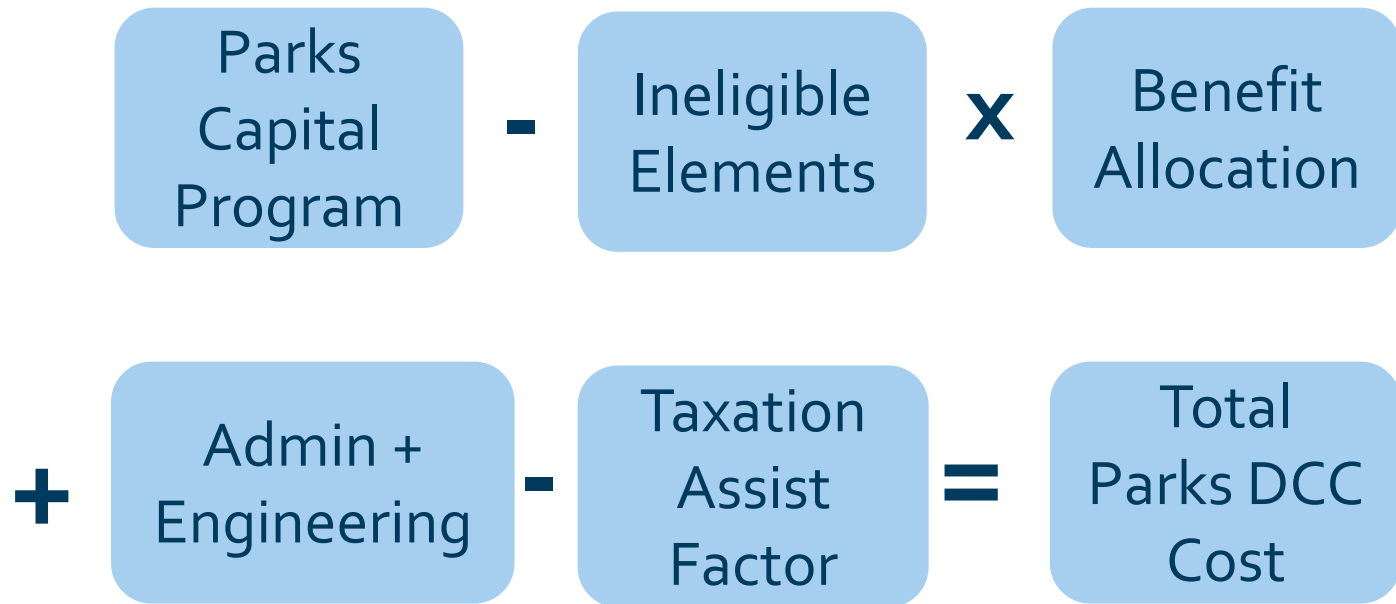 Parks
Capital
Program
-
Ineligible
Elements
x
Benefit
Allocation
+
Admin +
Engineering
-
Taxation
Assist
Factor
=
Total
Parks DCC
Cost